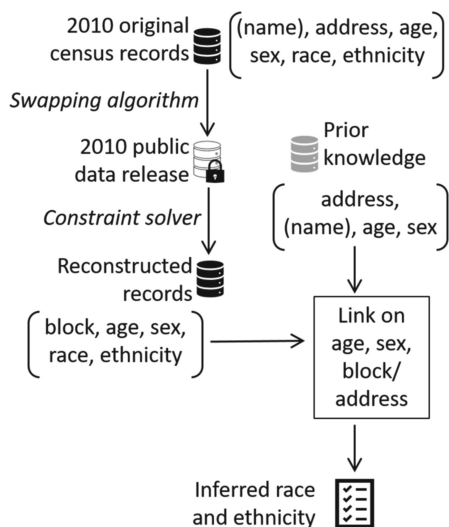 2010 original
census records
(name), address, age,
sex, race, ethnicity
Swapping algorithm
2010 public
data release
Prior
knowledge
address,
(name), age, sex
Constraint solver
Reconstructed
records
block, age, sex,
race, ethnicity
Link on
age, sex,
block/
address
Inferred race
and ethnicity